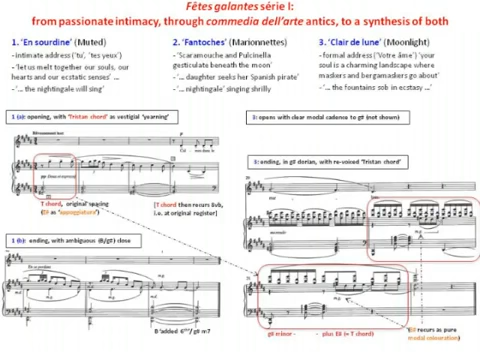 Fêtes galantes série I:
from passionate intimacy, through commedia dell'arte antics, to a synthesis of both
1. 'En sourdine' (Muted)
- intimate address ('tu', 'tes yeux')
- 'let us melt together our souls, our
hearts and our ecstatic senses' ...
- '... the nightingale will sing'
2. 'Fantoches' (Marionnettes)
- 'Scaramouche and Pulcinella
gesticulate beneath the moon'
- '... daughter seeks her Spanish pirate'
- '... nightingale' singing shrilly
3. 'Clair de lune' (Moonlight)
- formal address ('Votre âme') 'your
soul is a charming landscape where
maskers and bergamaskers go about'
- '... the fountains sob in ecstasy ...'
1 (a): opening, with 'Tristan chord' as vestigial 'yearning'
3: opens with clear modal cadence to g# (not shown)
3: ending, in g# dorian, with re-voiced 'Tristan chord'
T chord, original spacing
(E# as 'appoggiatura')
[T chord then recurs 8vb,
i.e. at original register]
1 (b): ending, with ambiguous (B/g#) close
B 'added 6th'/ g# m7
(E# recurs as pure
modal coloration)
g# minor - - plus E# (= T chord)